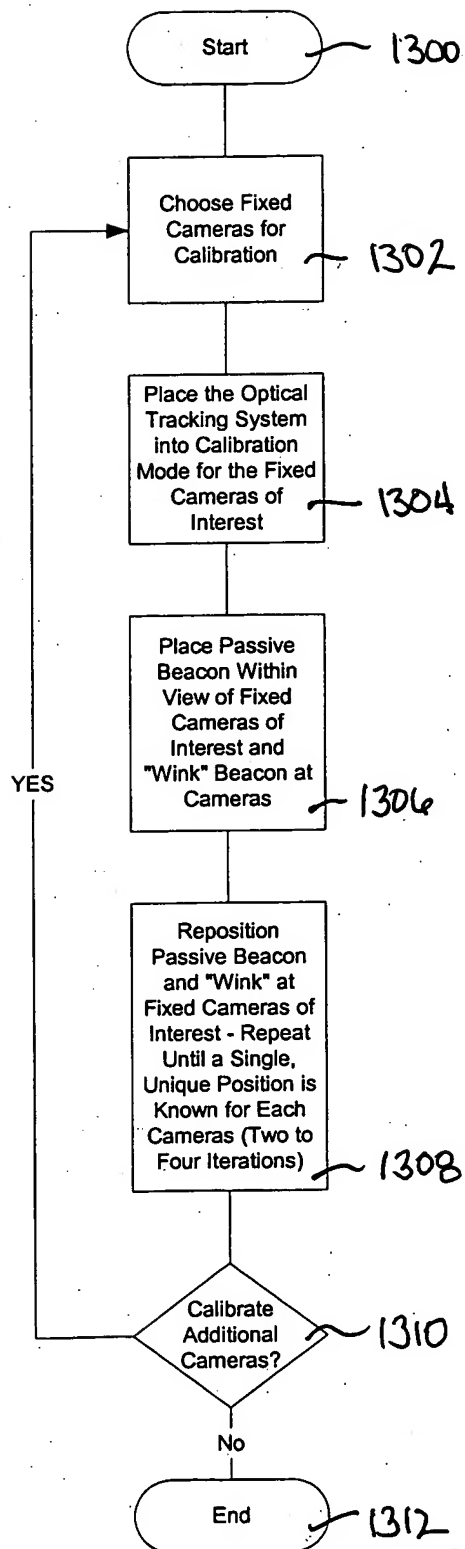 Start
1300
Choose Fixed
Cameras for
Calibration
1302
Place the Optical
Tracking System
into Calibration
Mode for the Fixed
Cameras of
Interest
1304
Place Passive
Beacon Within
View of Fixed
Cameras of
Interest and
"Wink" Beacon at
Cameras
1306
YES
Reposition
Passive Beacon
and "Wink" at
Fixed Cameras of
Interest - Repeat
Until a Single,
Unique Position is
Known for Each
Cameras (Two to
Four Iterations)
1308
Calibrate
Additional
Cameras?
1310
No
End
1312